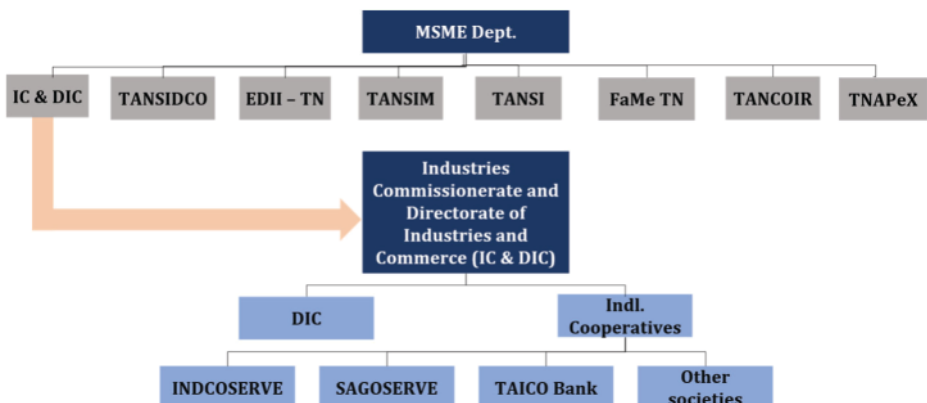 MSME Dept.
IC & DIC
TANSIDCO
EDII – TN
TANSIM
TANSI
FaMe TN
TANCOIR
TNAPeX
Industries
Commissionerate and
Directorate of
Industries and
Commerce (IC & DIC)
DIC
Indl.
Cooperatives
INDCOSERVE
SAGOSERVE
TAICO Bank
Other
societies